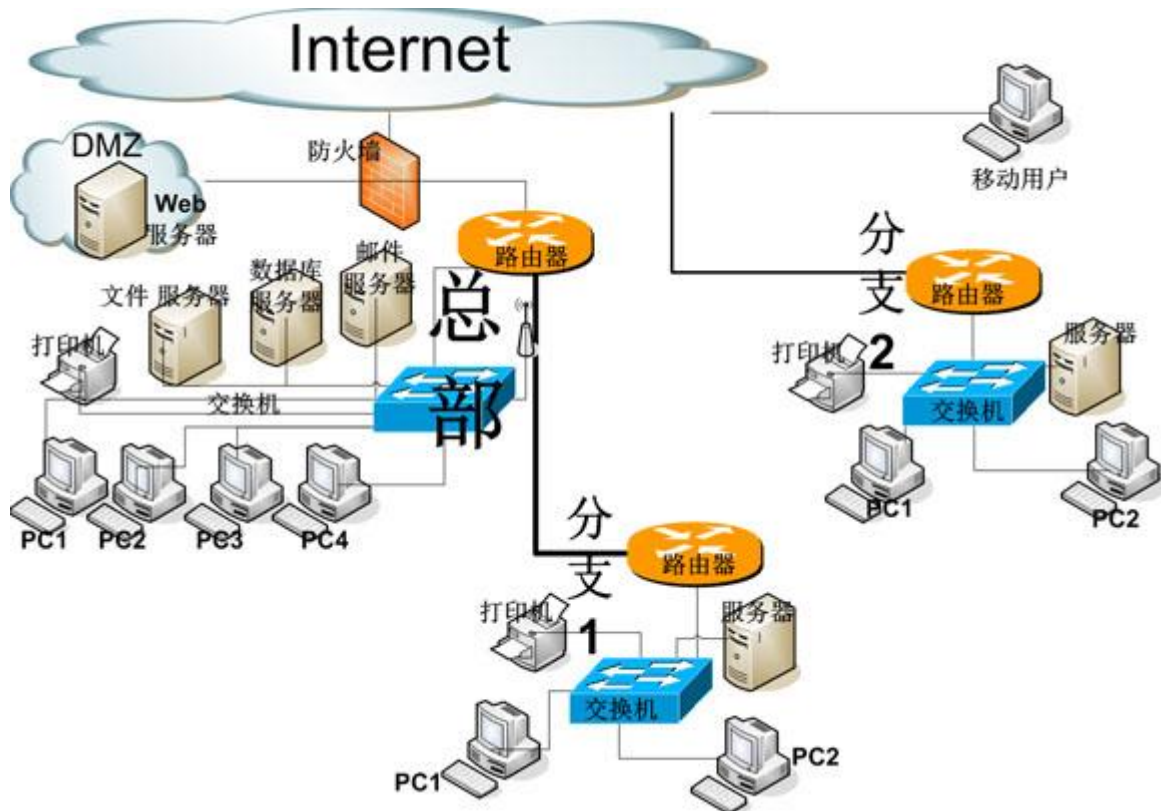 Internet
DMZ
Web
服务器
防火墙
移动用户
路由器
邮件
服务器
数据库
服务器
文件 服务器
打印机
交换机
总
部
PC1
PC2
PC3
PC4
分
支
2
路由器
打印机
服务器
交换机
PC1
PC2
分
支
1
路由器
打印机
服务器
交换机
PC1
PC2